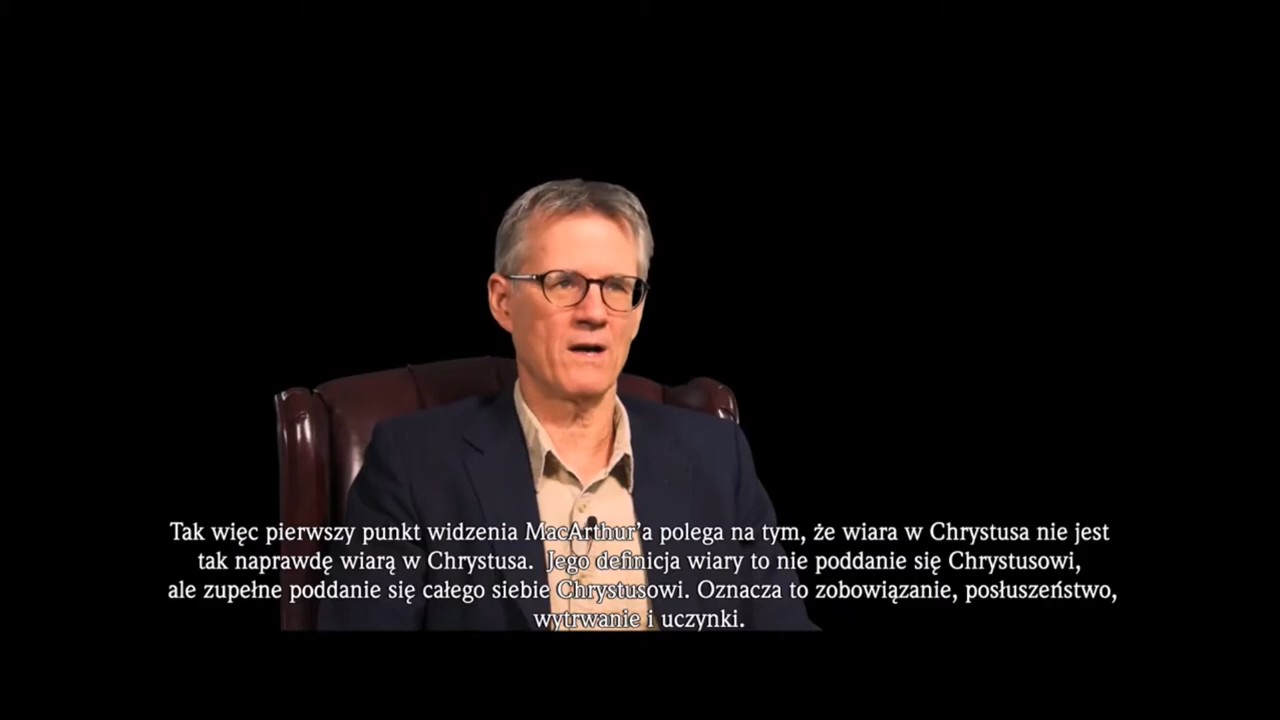 Tak więc pierwszy punkt widzenia MacArthur'a polega na tym, że wiara w Chrystusa nie jest
tak naprawdę wiarą w Chrystusa.  Jego definicja wiary to nie poddanie się Chrystusowi,
ale zupełne poddanie się całego siebie Chrystusowi. Oznacza to zobowiązanie, posłuszeństwo,
wytrwanie i uczynki.